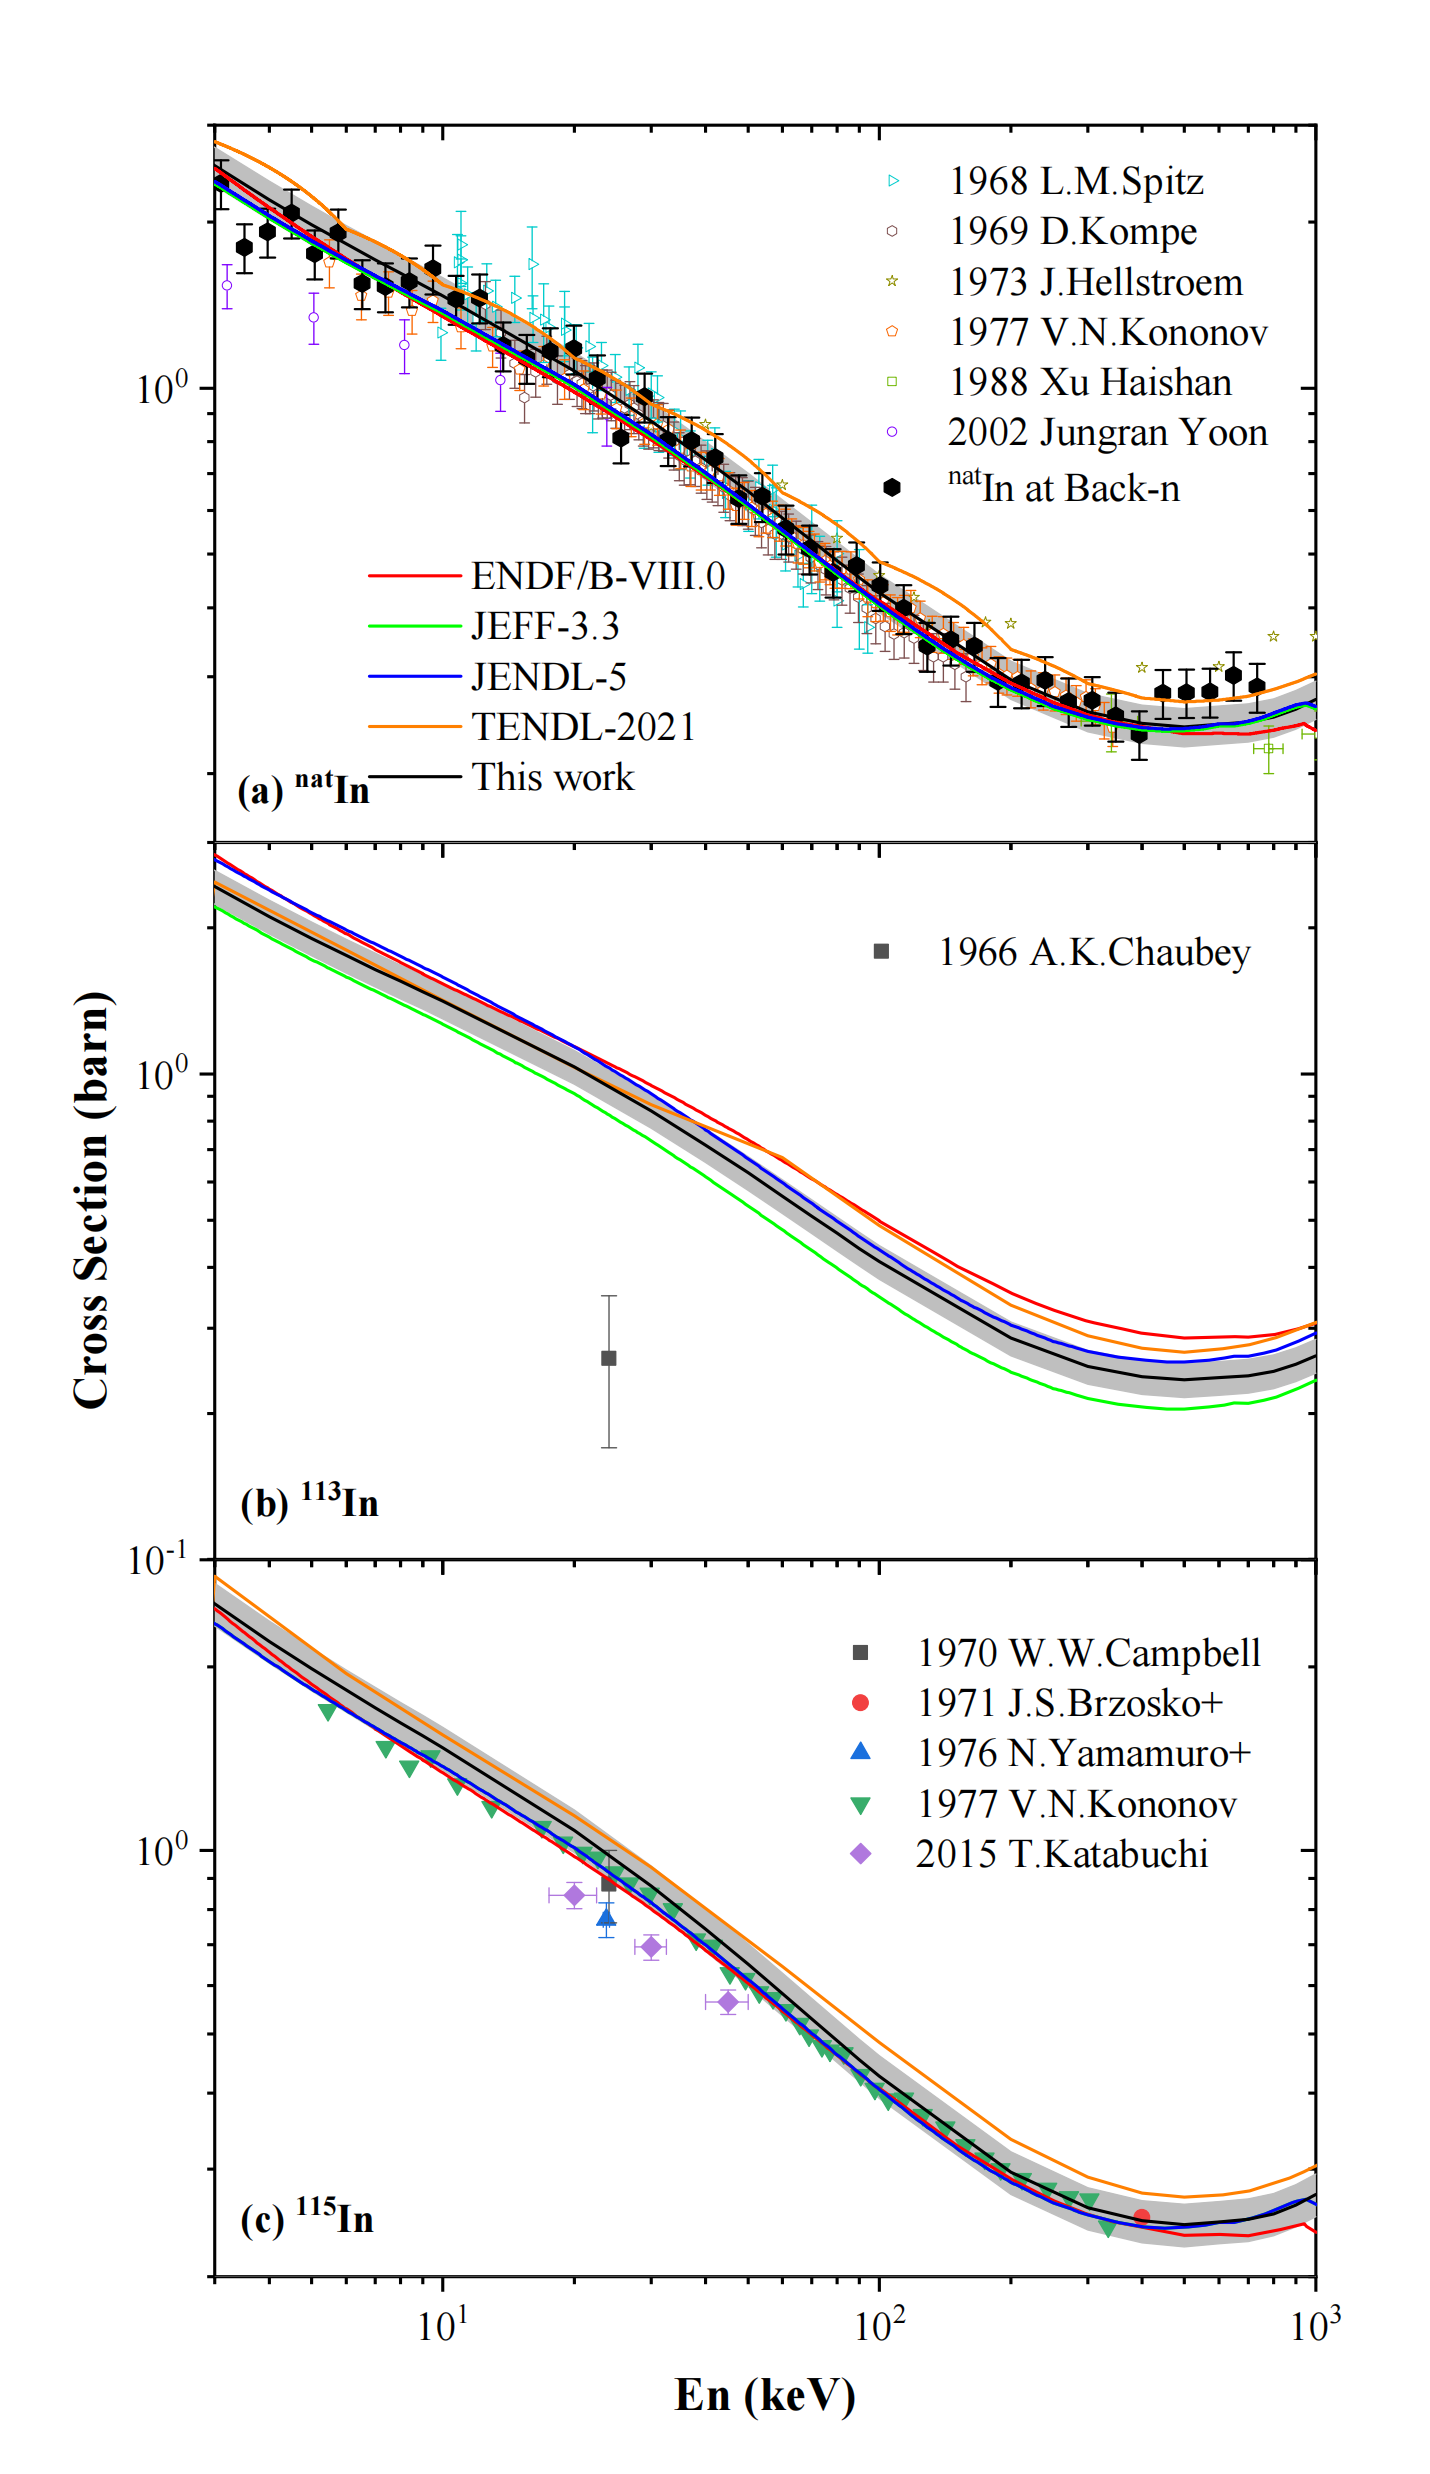 1968 L.M.Spitz
1969 D.Kompe
1973 J.Hellstroem
1977 V.N.Kononov
1988 Xu Haishan
2002 Jungran Yoon
natIn at Back-n
10^0
ENDF/B-VIII.0
JEFF-3.3
JENDL-5
TENDL-2021
This work
(a) natIn
1966 A.K.Chaubey
10^0
Cross Section (barn)
(b) 113In
10^-1
1970 W.W.Campbell
1971 J.S.Brzosko+
1976 N.Yamamuro+
1977 V.N.Kononov
2015 T.Katabuchi
10^0
(c) 115In
10^1 10^2 10^3
En (keV)